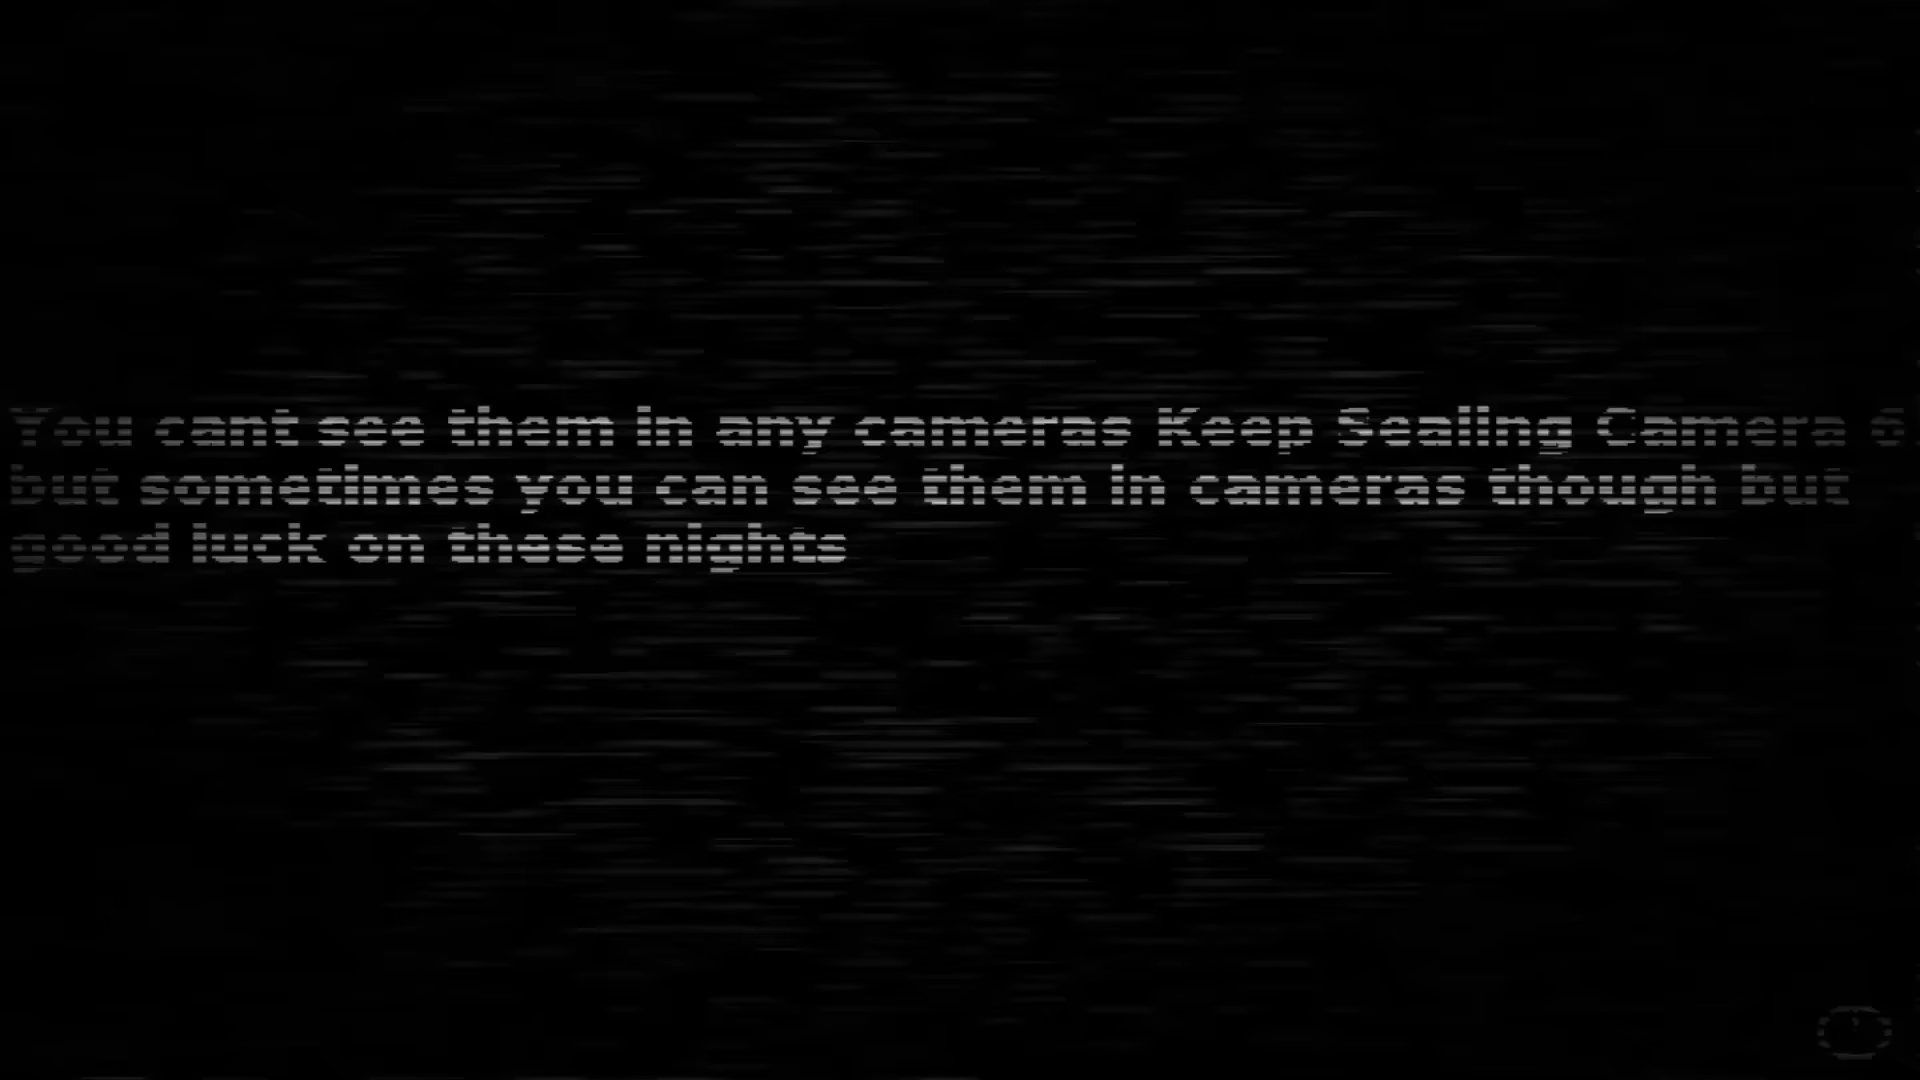 You cant see them in any cameras Keep Sealing Camera 6
but sometimes you can see them in cameras though but
good luck on these nights